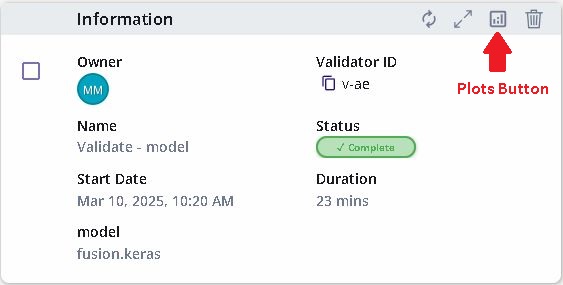 Information
Plots Button
Owner
MM
Validator ID
v-ae
Name
Validate - model
Status
✓ Complete
Start Date
Mar 10, 2025, 10:20 AM
Duration
23 mins
model
fusion.keras